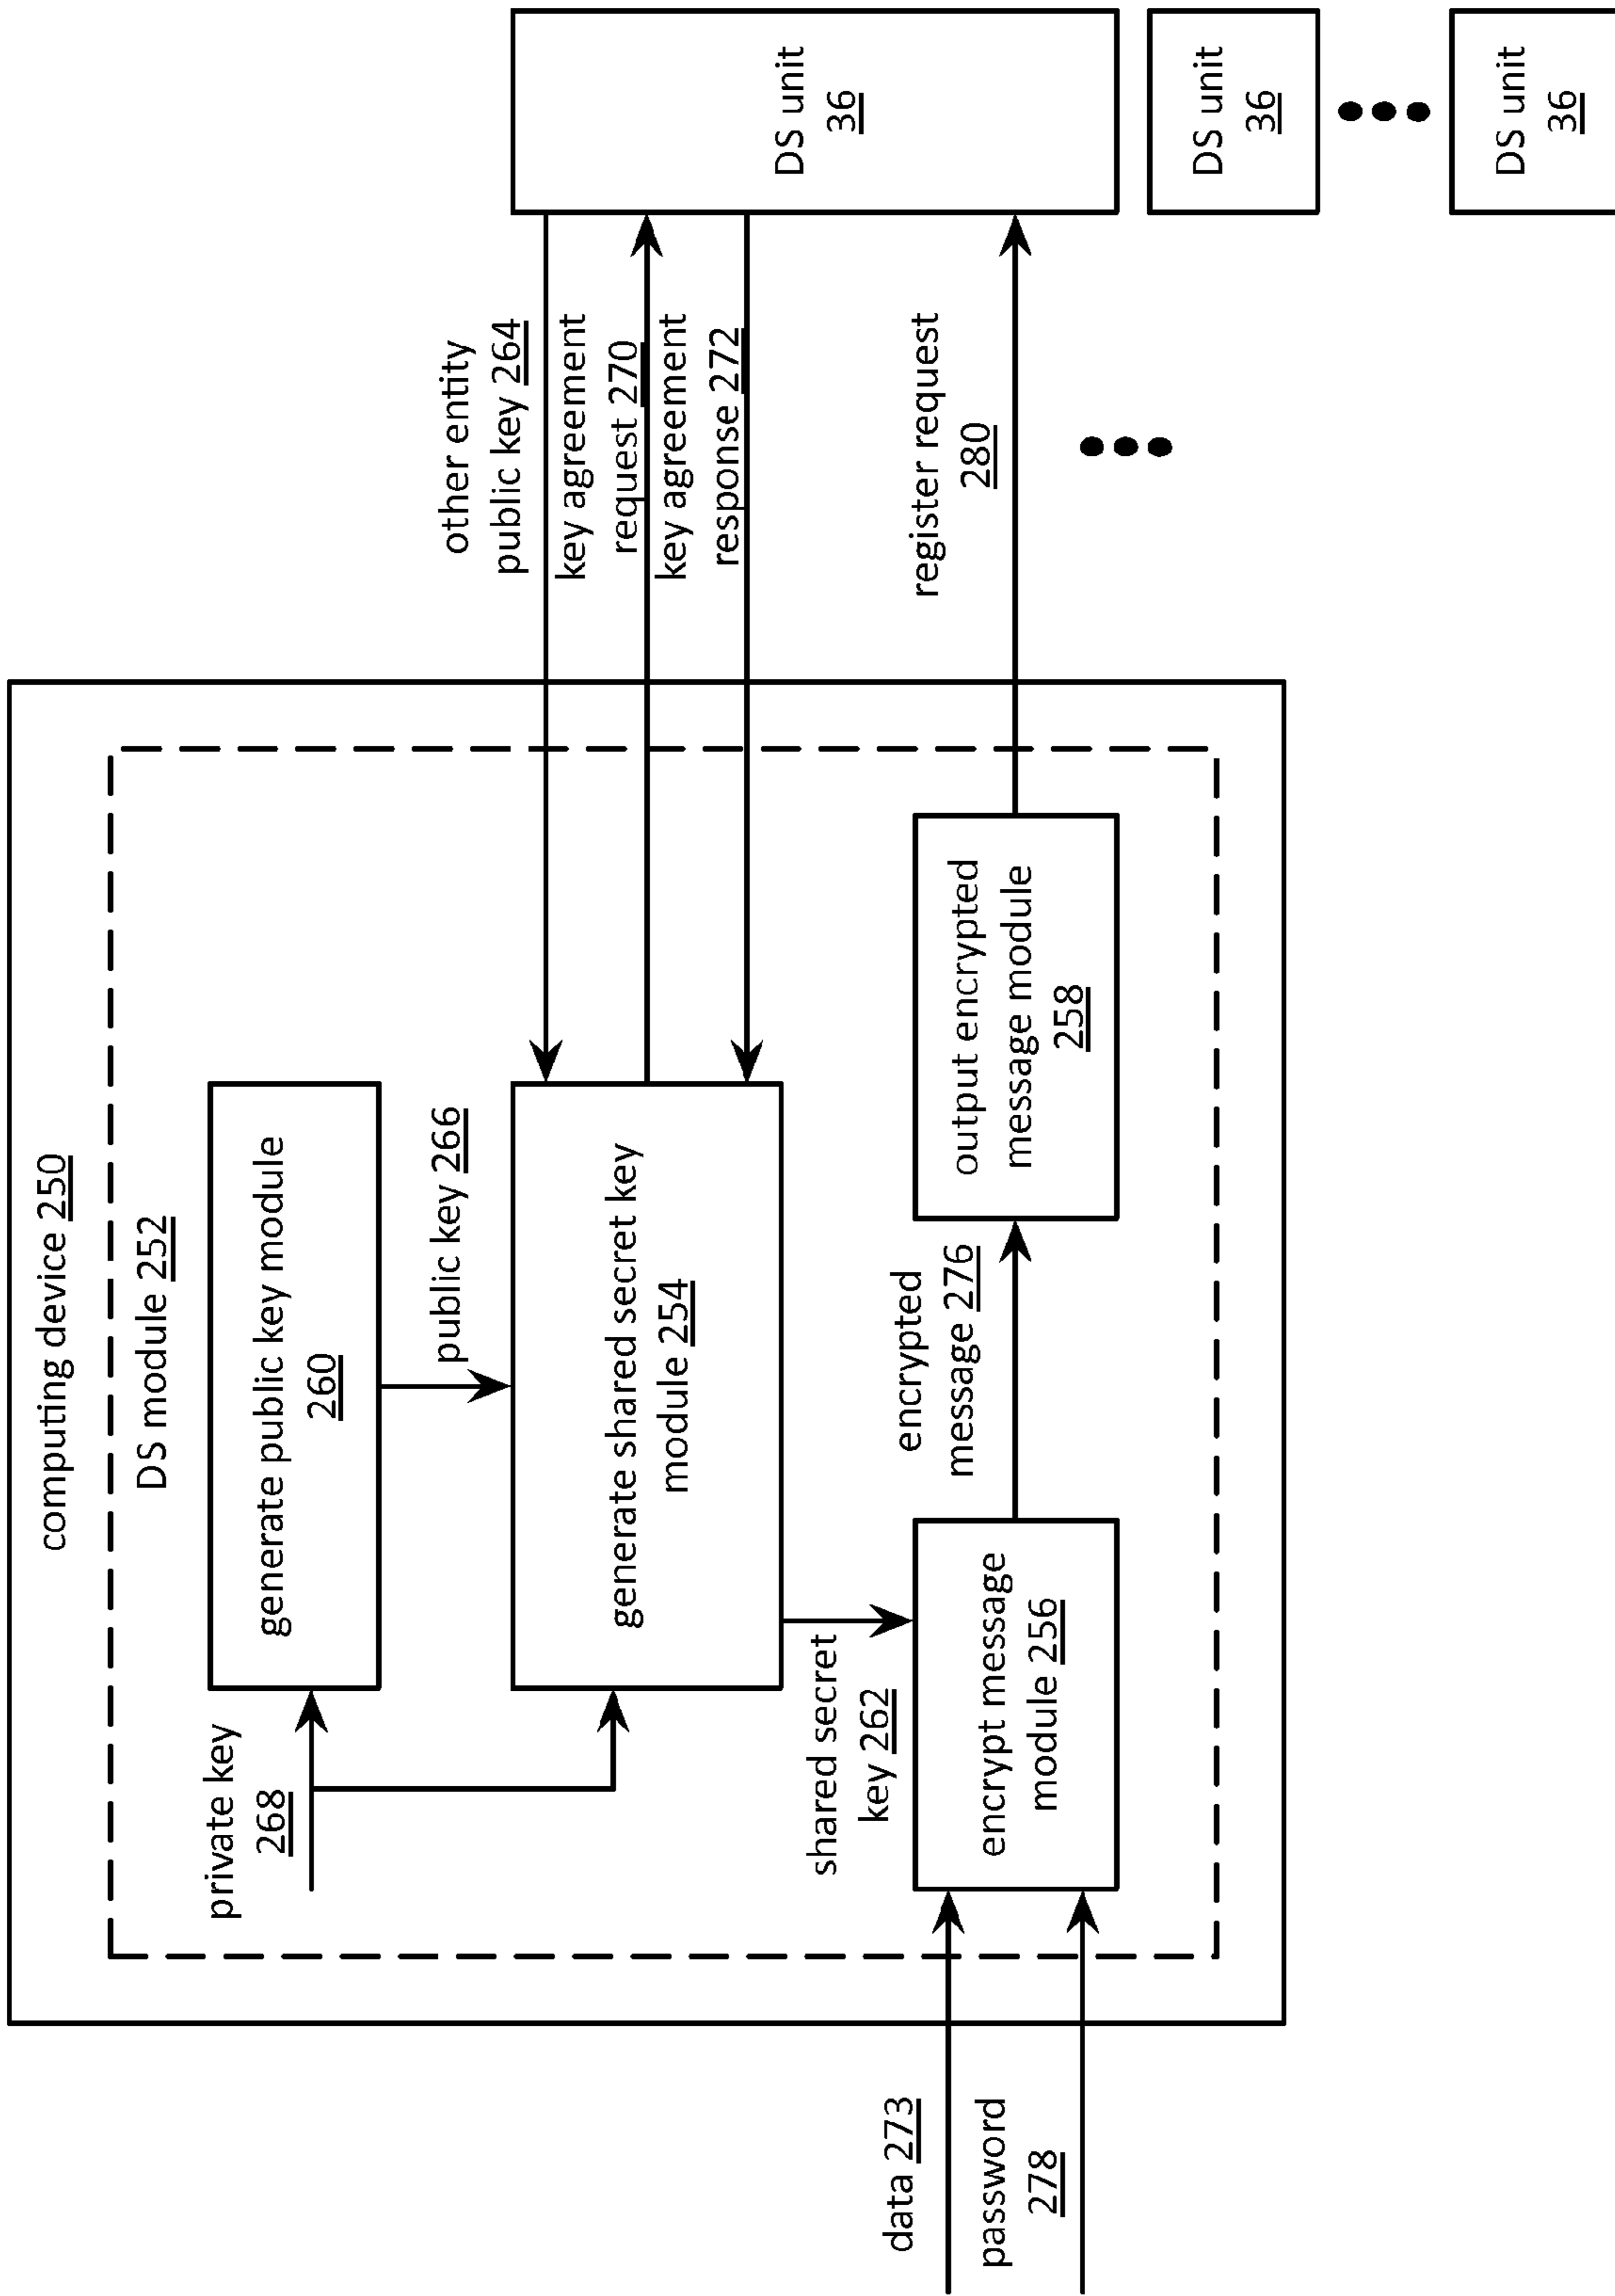 computing device 250
DS module 252
private key
268
generate public key module
260
public key 266
generate shared secret key
module 254
other entity
public key 264
key agreement
request 270
key agreement
response 272
DS unit
36
shared secret
key 262
data 273
password
278
encrypt message
module 256
encrypted
message 276
output encrypted
message module
258
register request
280
DS unit
36
DS unit
36